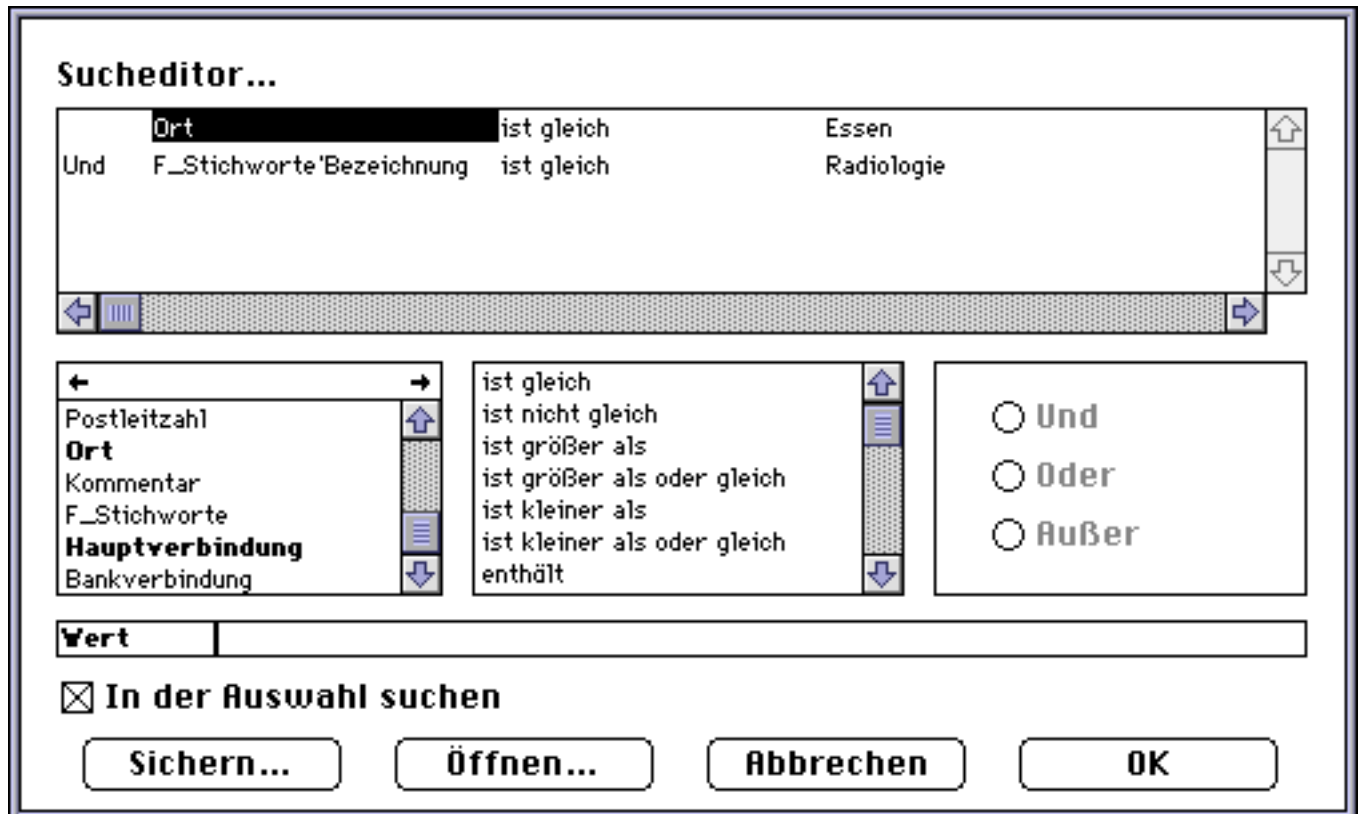 Sucheditor...
Ort ist gleich Essen
Und F_Stichworte'Bezeichnung ist gleich Radiologie
Postleitzahl
Ort
Kommentar
F_Stichworte
Hauptverbindung
Bankverbindung
ist gleich
ist nicht gleich
ist größer als
ist größer als oder gleich
ist kleiner als
ist kleiner als oder gleich
enthält
Und
Oder
Außer
Wert
In der Auswahl suchen
Sichern... Öffnen... Abbrechen OK